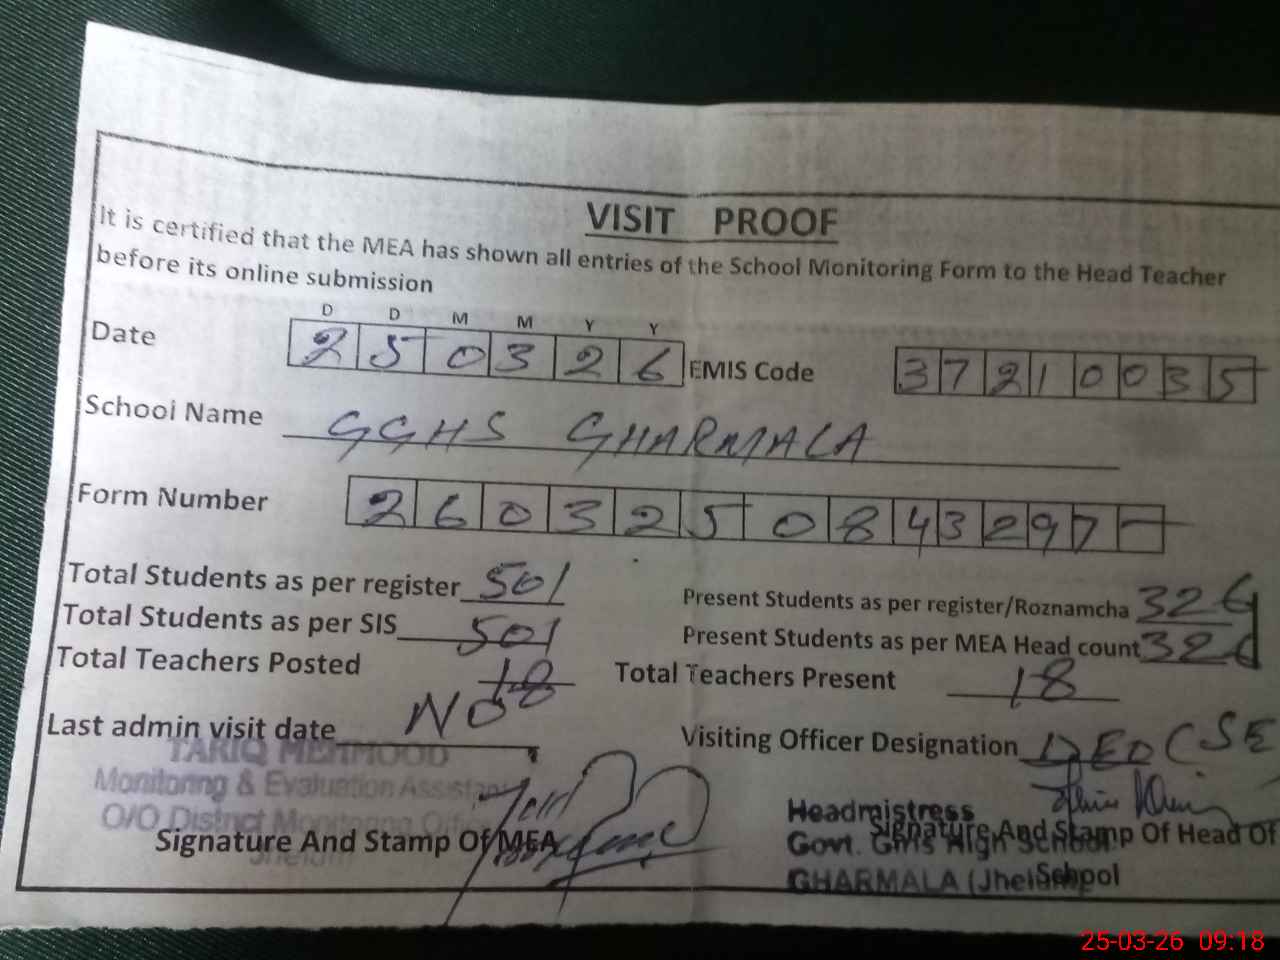 VISIT PROOF
It is certified that the MEA has shown all entries of the School Monitoring Form to the Head Teacher
before its online submission
D D M M Y Y
Date 2 5 0 3 2 6 EMIS Code 3 7 2 1 0 0 3 5
School Name GGHS GHARMALA
Form Number 2 6 0 3 2 5 0 8 4 3 2 9 7 –
Total Students as per register 501 Present Students as per register/Roznamcha 326
Total Students as per SIS 501 Present Students as per MEA Head count 326
Total Teachers Posted 18 Total Teachers Present 18
Last admin visit date NO Visiting Officer Designation DEO (SE
TARIQ MEHMOOD
Monitoring & Evaluation Assistant
O/O District Monitoring Office
Jhelum
Signature And Stamp Of MEA
Headmistress
Govt. Girls High School
GHARMALA (Jhelum)
Signature And Stamp Of Head Of
School
25-03-26 09:18